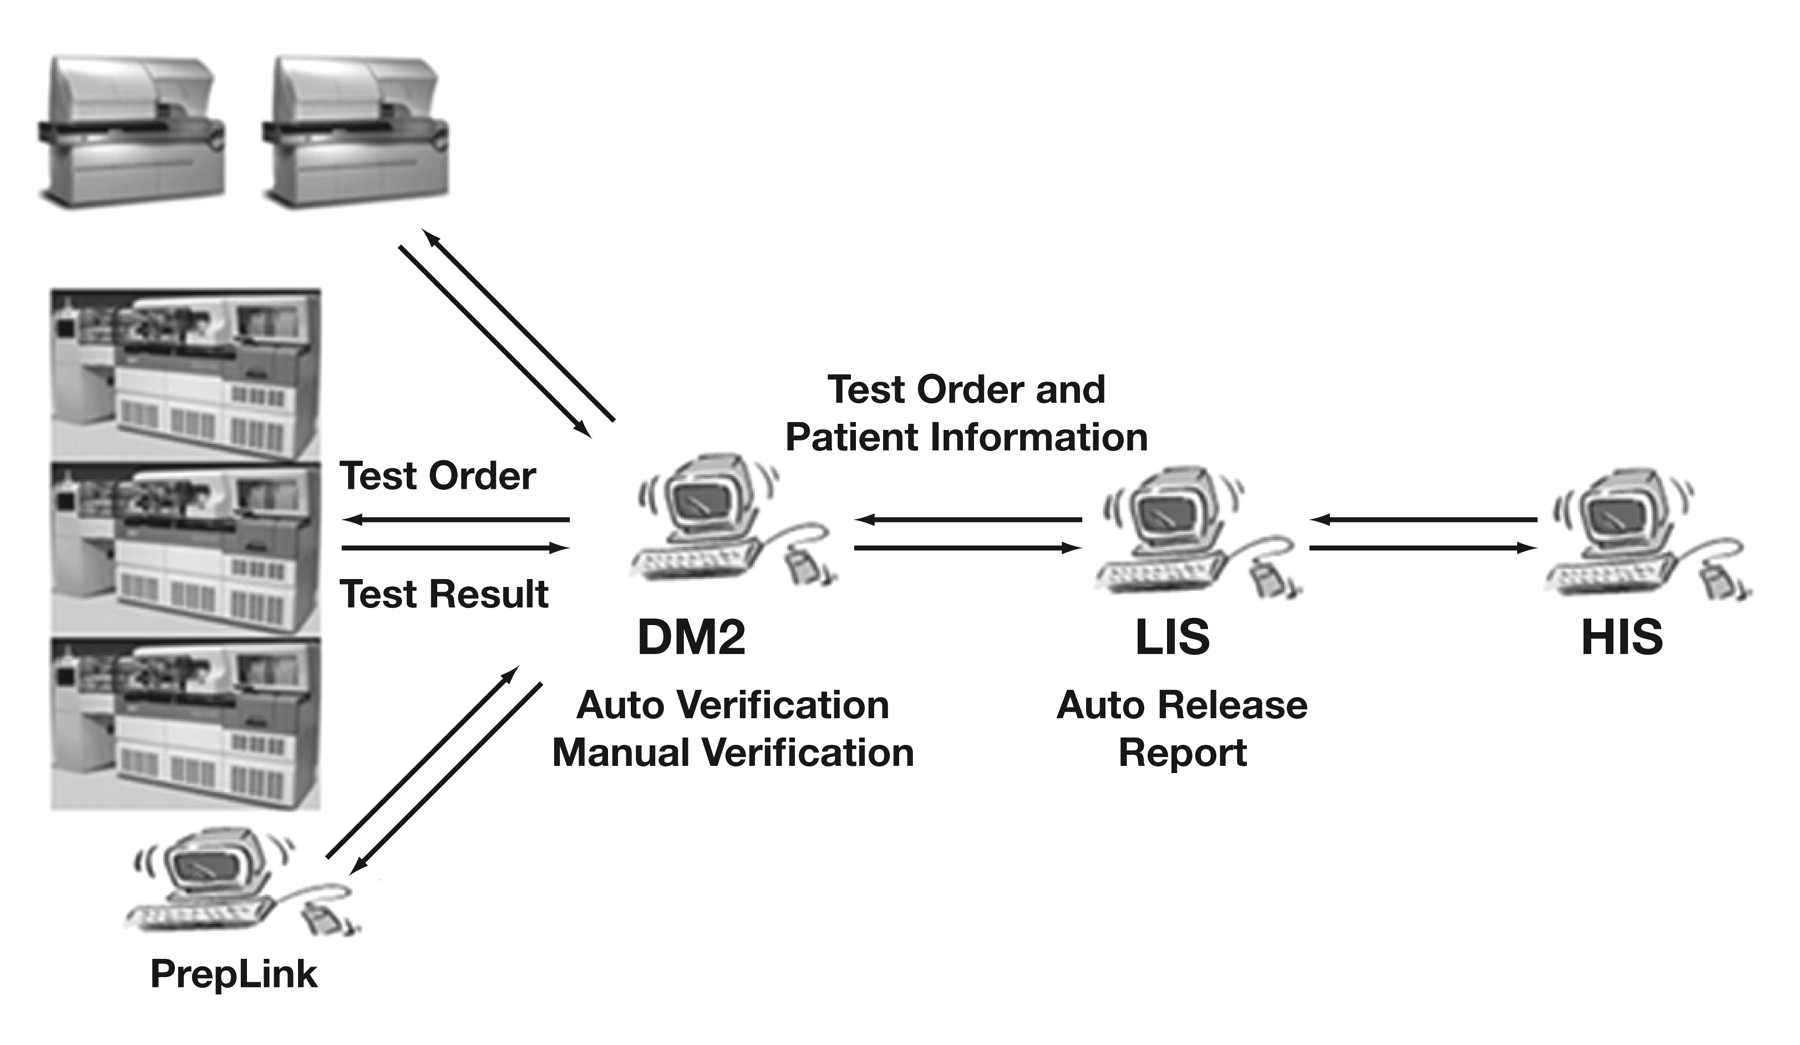 Test Order and
Patient Information
Test Order
Test Result
DM2
Auto Verification
Manual Verification
LIS
Auto Release
Report
HIS
PrepLink